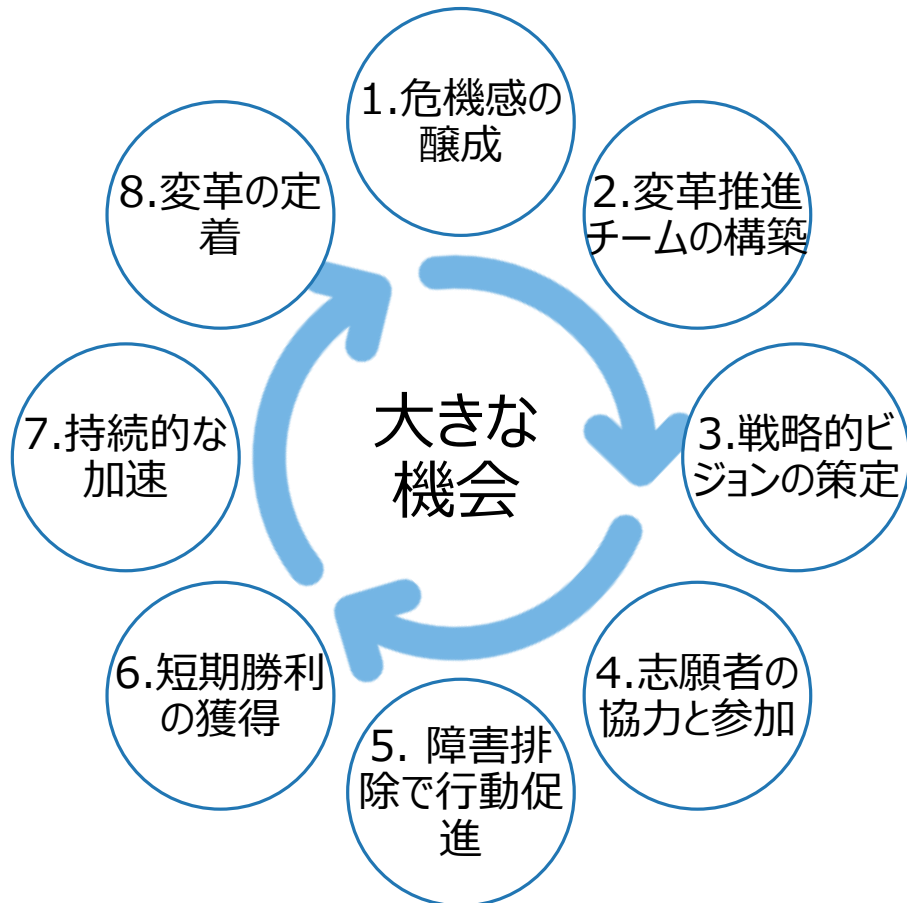 1.危機感の
醸成
2.変革推進
チームの構築
3.戦略的ビ
ジョンの策定
4.志願者の
協力と参加
5. 障害排
除で行動促
進
6.短期勝利
の獲得
7.持続的な
加速
8.変革の定
着
大きな
機会